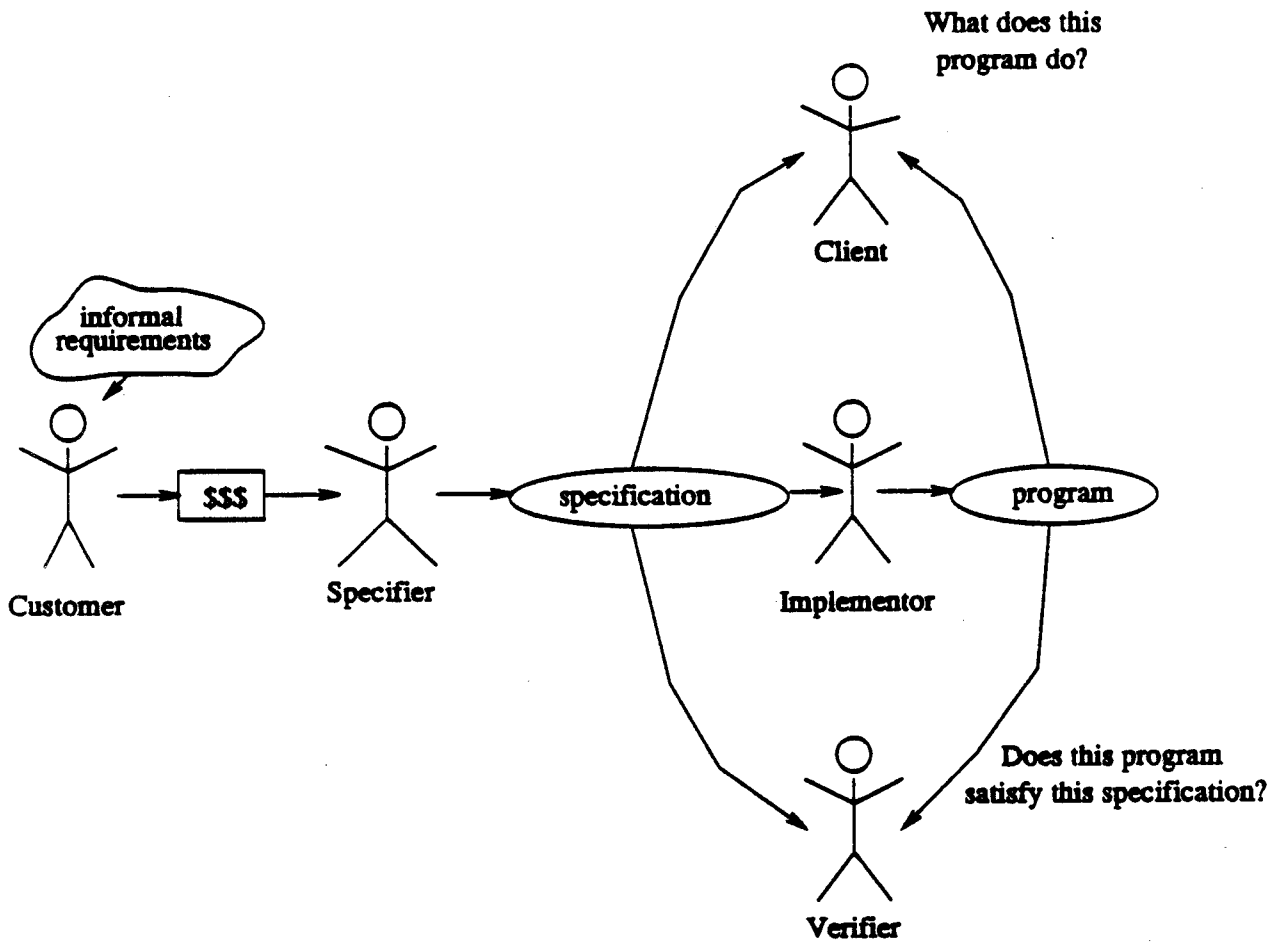 What does this
program do?
Client
informal
requirements
$$$
specification
program
Customer
Specifier
Implementor
Does this program
satisfy this specification?
Verifier